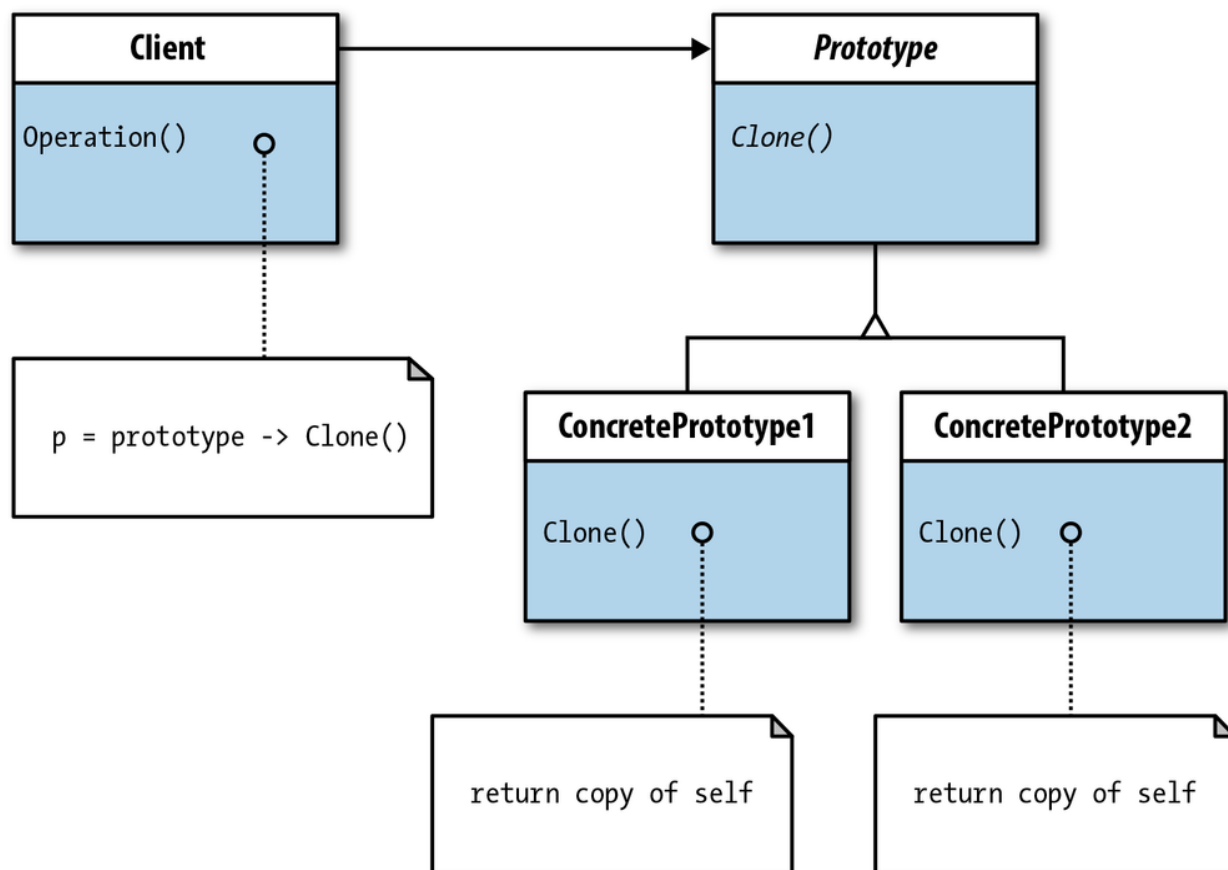 Client
Prototype
Operation()
Clone()
p = prototype -> Clone()
ConcretePrototype1
ConcretePrototype2
Clone()
Clone()
return copy of self
return copy of self